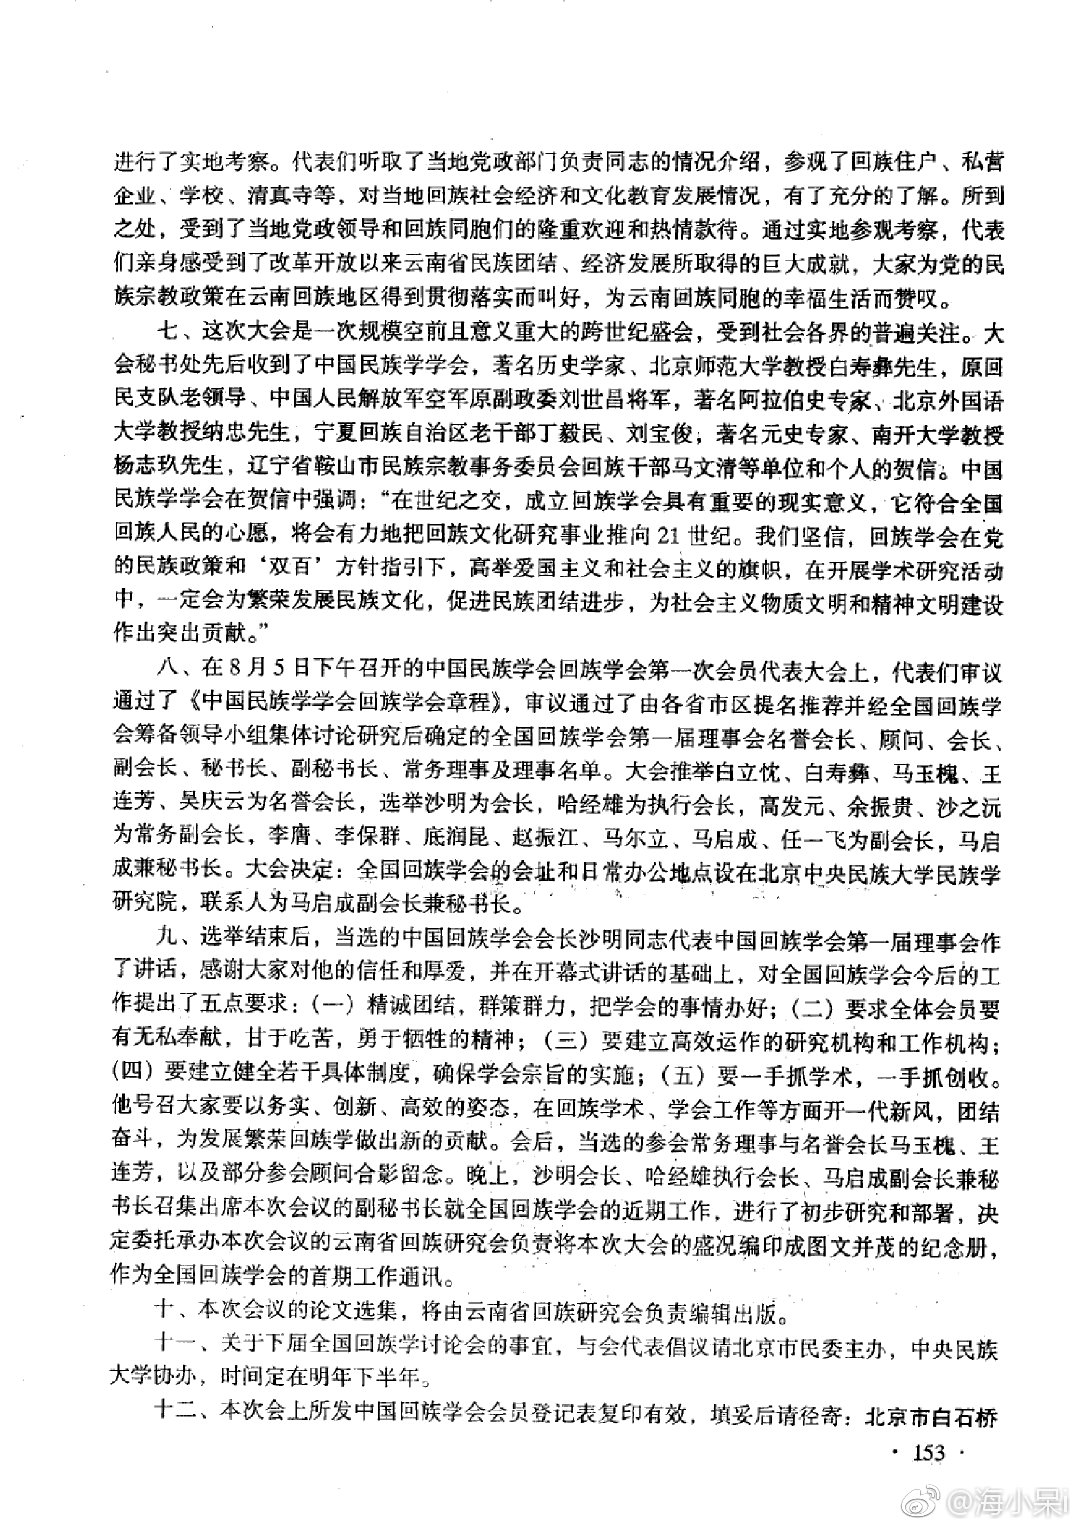 进行了实地考察。代表们听取了当地党政部门负责同志的情况介绍，参观了回族住户、私营
企业、学校、清真寺等，对当地回族社会经济和文化教育发展情况，有了充分的了解。所到
之处，受到了当地党政领导和回族同胞们的隆重欢迎和热情款待。通过实地参观考察，代表
们亲身感受到了改革开放以来云南省民族团结、经济发展所取得的巨大成就，大家为党的民
族宗教政策在云南回族地区得到贯彻落实而叫好，为云南回族同胞的幸福生活而赞叹。
七、这次大会是一次规模空前且意义重大的跨世纪盛会，受到社会各界的普遍关注。大
会秘书处先后收到了中国民族学学会，著名历史学家、北京师范大学教授白寿彝先生，原回
民支队老领导、中国人民解放军空军原副政委刘世昌将军，著名阿拉伯史专家、北京外国语
大学教授纳忠先生，宁夏回族自治区老干部丁毅民、刘宝俊，著名元史专家、南开大学教授
杨志玖先生，辽宁省鞍山市民族宗教事务委员会回族干部马文清等单位和个人的贺信。中国
民族学学会在贺信中强调：“在世纪之交，成立回族学会具有重要的现实意义，它符合全国
回族人民的心愿，将会有力地把回族文化研究事业推向 21 世纪。我们坚信，回族学会在党
的民族政策和‘双百’方针指引下，高举爱国主义和社会主义的旗帜，在开展学术研究活动
中，一定会为繁荣发展民族文化，促进民族团结进步，为社会主义物质文明和精神文明建设
作出突出贡献。”
八、在 8 月 5 日下午召开的中国民族学会回族学会第一次会员代表大会上，代表们审议
通过了《中国民族学学会回族学会章程》，审议通过了由各省市区提名推荐并经全国回族学
会筹备领导小组集体讨论研究后确定的全国回族学会第一届理事会名誉会长、顾问、会长、
副会长、秘书长、副秘书长、常务理事及理事名单。大会推举白立忱、白寿彝、马玉槐、王
连芳、吴庆云为名誉会长，选举沙明为会长，哈经雄为执行会长，高发元、余振贵、沙之沅
为常务副会长，李膺、李保群、底润昆、赵振江、马尔立、马启成、任一飞为副会长，马启
成兼秘书长。大会决定：全国回族学会的会址和日常办公地点设在北京中央民族大学民族学
研究院，联系人为马启成副会长兼秘书长。
九、选举结束后，当选的中国回族学会会长沙明同志代表中国回族学会第一届理事会作
了讲话，感谢大家对他的信任和厚爱，并在开幕式讲话的基础上，对全国回族学会今后的工
作提出了五点要求：（一）精诚团结，群策群力，把学会的事情办好；（二）要求全体会员要
有无私奉献，甘于吃苦，勇于牺牲的精神；（三）要建立高效运作的研究机构和工作机构；
（四）要建立健全若干具体制度，确保学会宗旨的实施；（五）要一手抓学术，一手抓创收。
他号召大家要以务实、创新、高效的姿态，在回族学术、学会工作等方面开一代新风，团结
奋斗，为发展繁荣回族学做出新的贡献。会后，当选的参会常务理事与名誉会长马玉槐、王
连芳，以及部分参会顾问合影留念。晚上，沙明会长、哈经雄执行会长、马启成副会长兼秘
书长召集出席本次会议的副秘书长就全国回族学会的近期工作，进行了初步研究和部署，决
定委托承办本次会议的云南省回族研究会负责将本次大会的盛况编印成图文并茂的纪念册，
作为全国回族学会的首期工作通讯。
十、本次会议的论文选集，将由云南省回族研究会负责编辑出版。
十一、关于下届全国回族学讨论会的事宜，与会代表倡议请北京市民委主办，中央民族
大学协办，时间定在明年下半年。
十二、本次会上所发中国回族学会会员登记表复印有效，填妥后请径寄：北京市白石桥
· 153 ·
@海小呆i